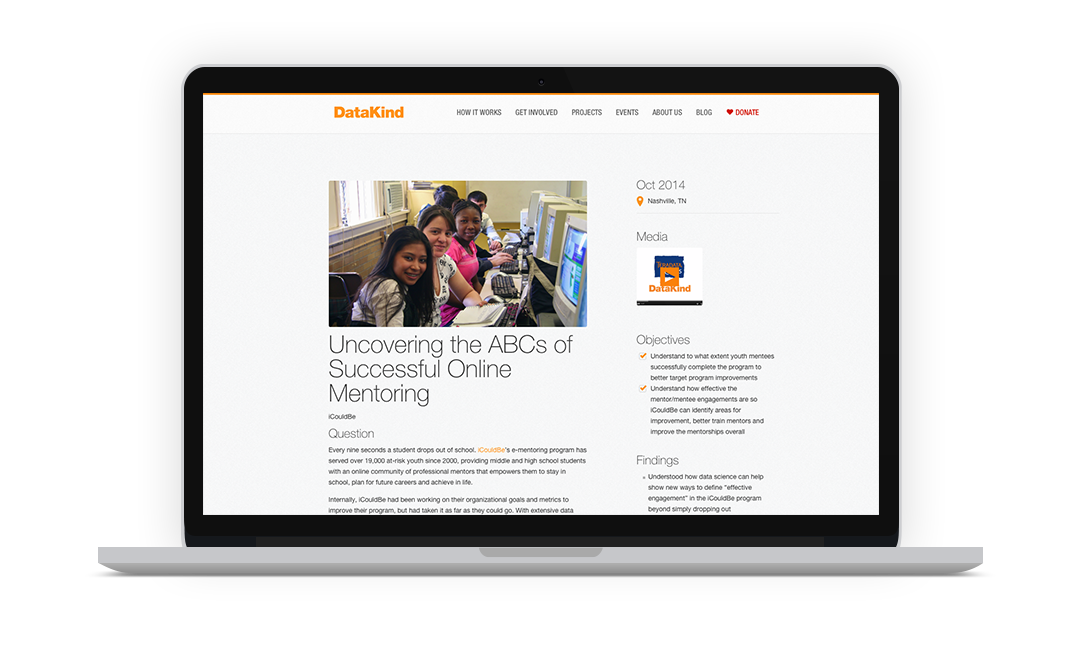 DataKind
HOW IT WORKS GET INVOLVED PROJECTS EVENTS ABOUT US BLOG DONATE
Uncovering the ABCs of
Successful Online
Mentoring
iCouldBe
Question
Every nine seconds a student drops out of school. iCouldBe's e-mentoring program has
served over 19,000 at-risk youth since 2000, providing middle and high school students
with an online community of professional mentors that empowers them to stay in
school, plan for future careers and achieve in life.
Internally, iCouldBe had been working on their organizational goals and metrics to
improve their program, but had taken it as far as they could go. With extensive data
Oct 2014
Nashville, TN
Media
DataKind
Objectives
Understand to what extent youth mentees
successfully complete the program to
better target program improvements
Understand how effective the
mentor/mentee engagements are so
iCouldBe can identify areas for
improvement, better train mentors and
improve the mentorships overall
Findings
Understood how data science can help
show new ways to define “effective
engagement” in the iCouldBe program
beyond simply dropping out